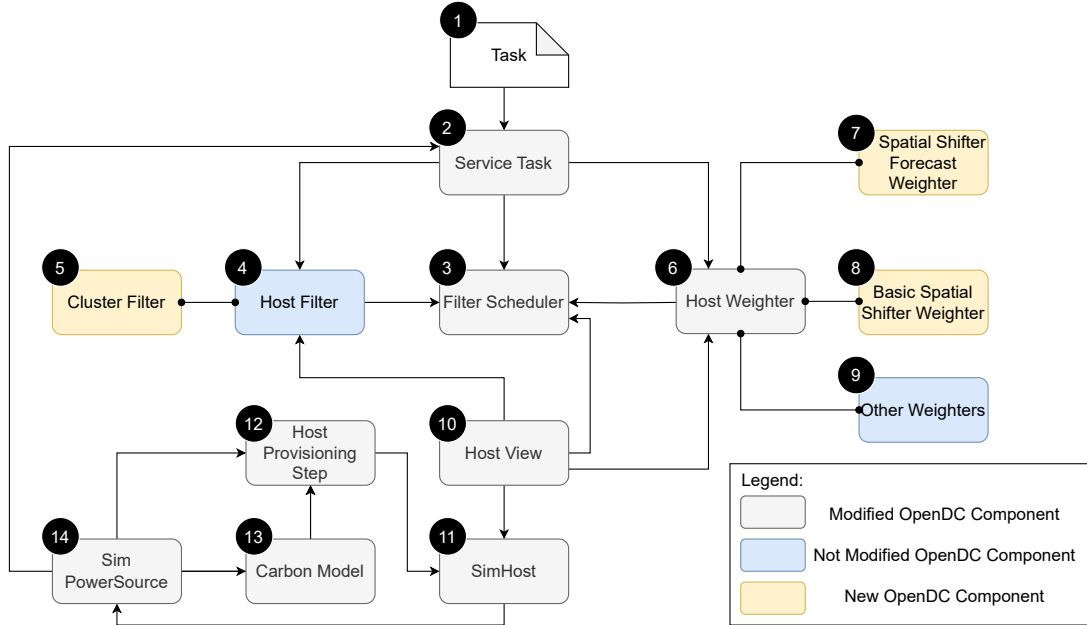 1
Task
2
Service Task
7
Spatial Shifter
Forecast
Weighter
5
Cluster Filter
4
Host Filter
3
Filter Scheduler
6
Host Weighter
8
Basic Spatial
Shifter Weighter
9
Other Weighters
12
Host
Provisioning
Step
10
Host View
14
Sim
PowerSource
13
Carbon Model
11
SimHost
Legend:
Modified OpenDC Component
Not Modified OpenDC Component
New OpenDC Component